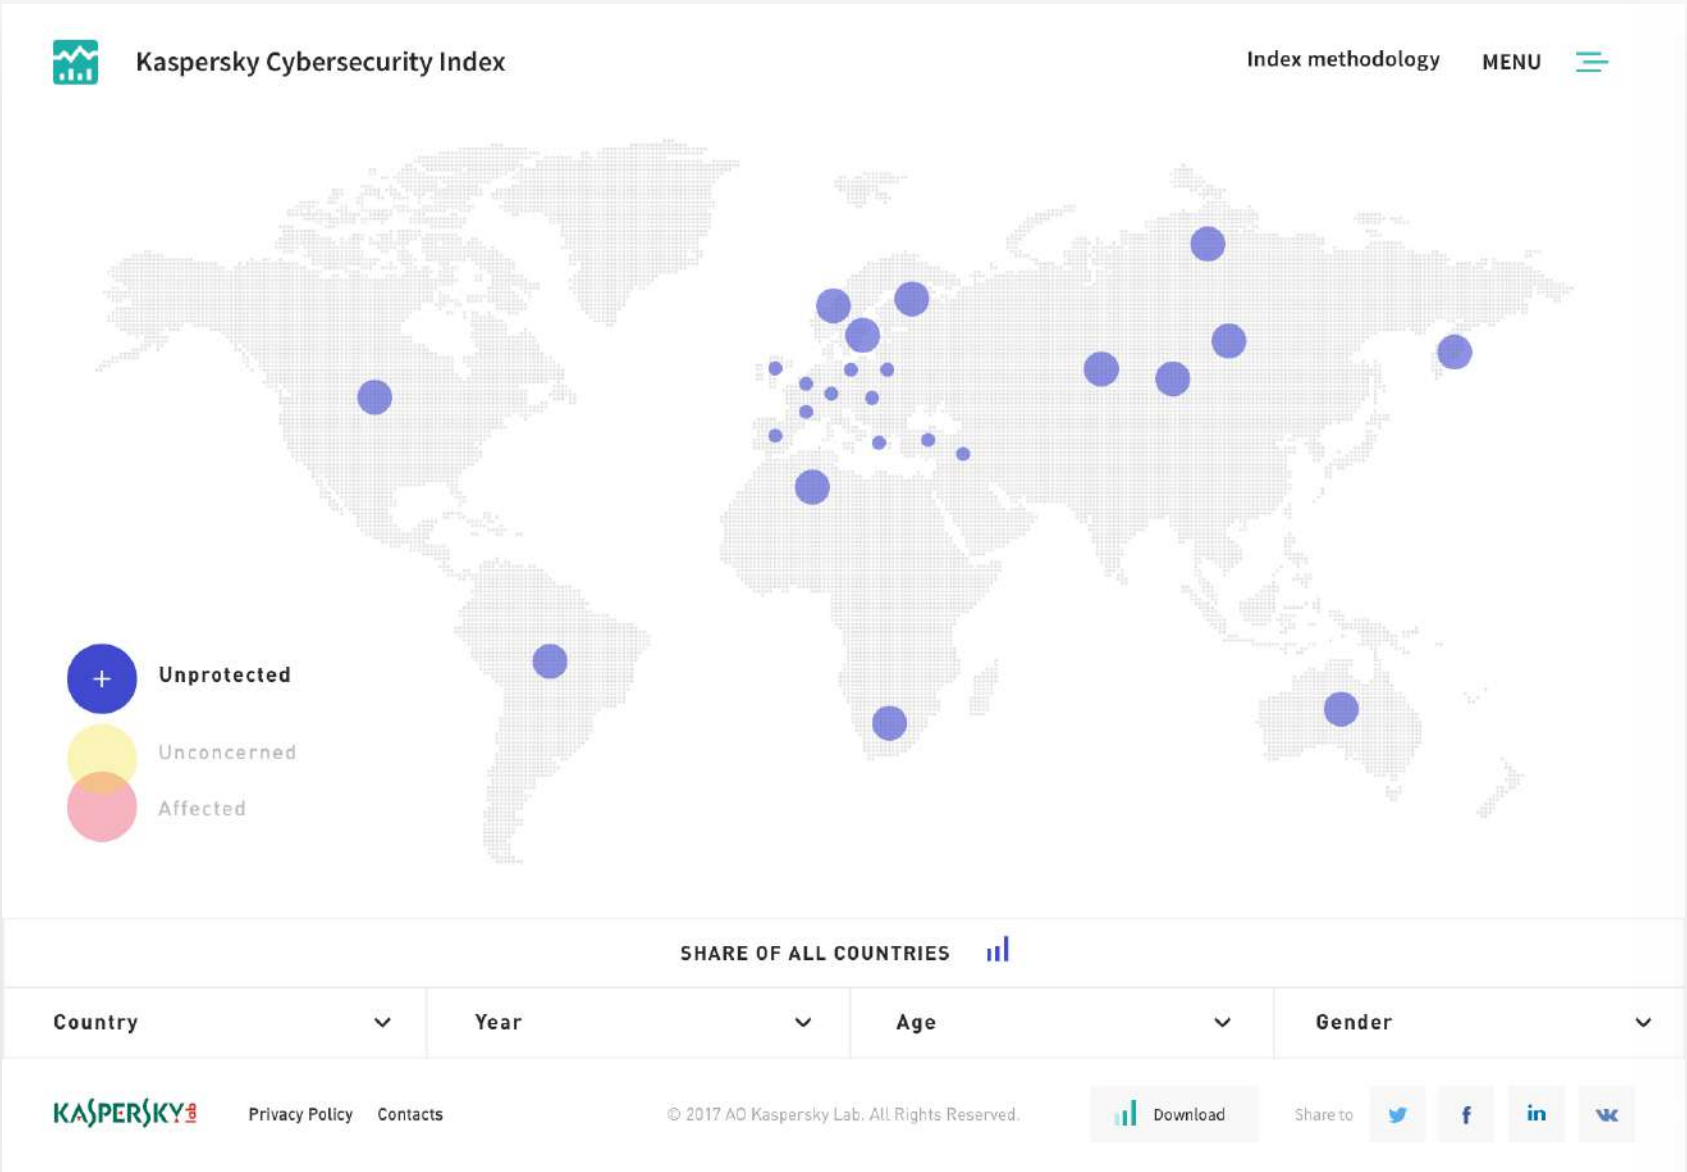 Kaspersky Cybersecurity Index
Index methodology
MENU
Unprotected
Unconcerned
Affected
SHARE OF ALL COUNTRIES
Country
Year
Age
Gender
KASPERSKY lab
Privacy Policy
Contacts
© 2017 AO Kaspersky Lab. All Rights Reserved.
Download
Share to